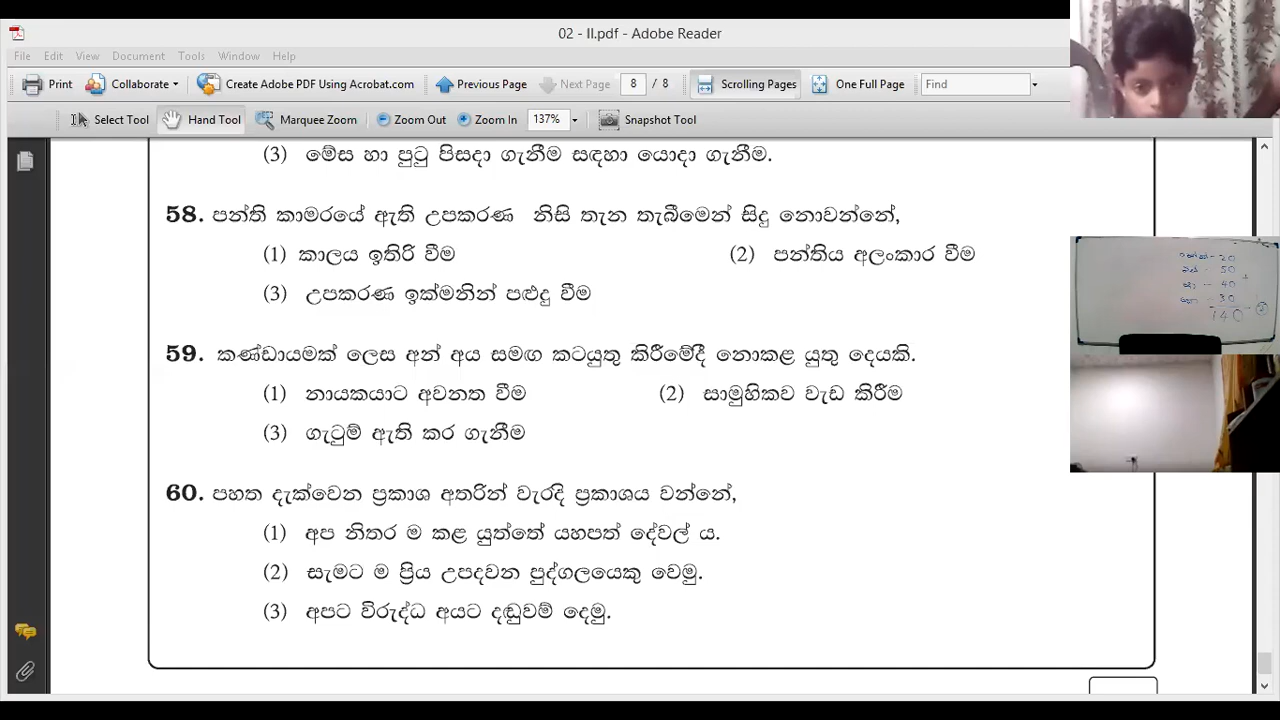 02 - II.pdf - Adobe Reader
File Edit View Document Tools Window Help
Print Collaborate Create Adobe PDF Using Acrobat.com Previous Page Next Page 8 / 8 Scrolling Pages One Full Page Find
Select Tool Hand Tool Marquee Zoom Zoom Out Zoom In 137% Snapshot Tool
(3) මේස හා පුටු පිසදා ගැනීම සඳහා යොදා ගැනීම.
58. පන්ති කාමරයේ ඇති උපකරණ නිසි තැන තැබීමෙන් සිදු නොවන්නේ,
(1) කාලය ඉතිරි වීම (2) පන්තිය අලංකාර වීම
(3) උපකරණ ඉක්මනින් පළුදු වීම
59. කණ්ඩායමක් ලෙස අන් අය සමඟ කටයුතු කිරීමේදී නොකළ යුතු දෙයකි.
(1) නායකයාට අවනත වීම (2) සාමුහිකව වැඩ කිරීම
(3) ගැටුම් ඇති කර ගැනීම
60. පහත දැක්වෙන ප්‍රකාශ අතරින් වැරදි ප්‍රකාශය වන්නේ,
(1) අප නිතර ම කළ යුත්තේ යහපත් දේවල් ය.
(2) සැමට ම ප්‍රිය උපදවන පුද්ගලයෙකු වෙමු.
(3) අපට විරුද්ධ අයට දඬුවම් දෙමු.
- 20
- 50
- 40
- 30
140